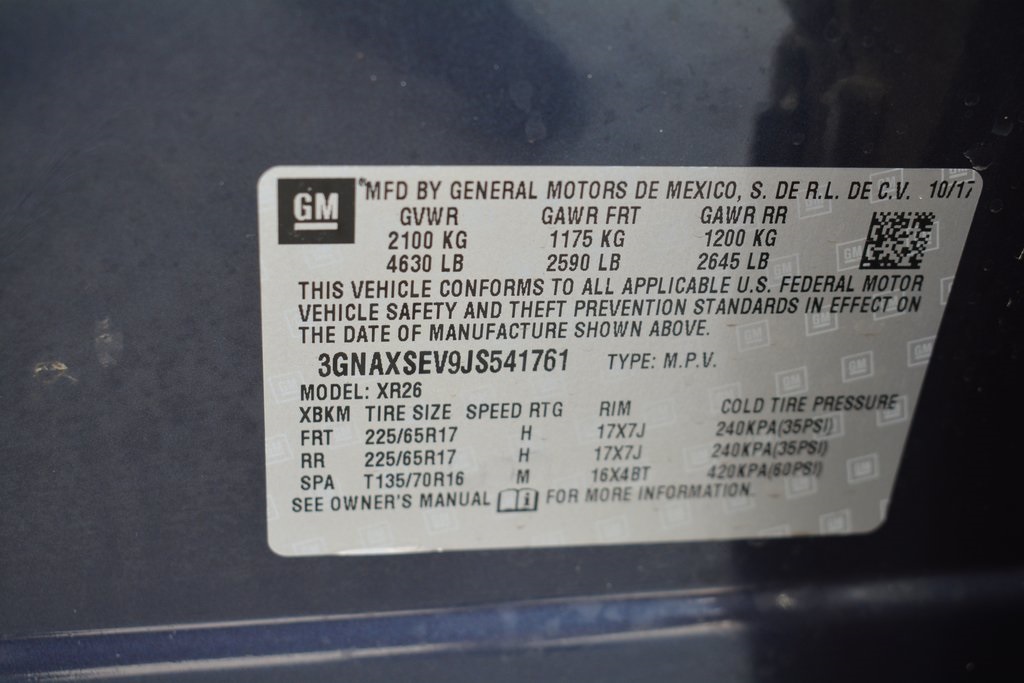 GM
MFD BY GENERAL MOTORS DE MEXICO, S. DE R.L. DE C.V. 10/17
GVWR GAWR FRT GAWR RR
2100 KG 1175 KG 1200 KG
4630 LB 2590 LB 2645 LB
THIS VEHICLE CONFORMS TO ALL APPLICABLE U.S. FEDERAL MOTOR
VEHICLE SAFETY AND THEFT PREVENTION STANDARDS IN EFFECT ON
THE DATE OF MANUFACTURE SHOWN ABOVE.
3GNAXSEV9JS541761 TYPE: M.P.V.
MODEL: XR26
XBKM TIRE SIZE SPEED RTG RIM COLD TIRE PRESSURE
FRT 225/65R17 H 17X7J 240KPA(35PSI)
RR 225/65R17 H 17X7J 240KPA(35PSI)
SPA T135/70R16 M 16X4BT 420KPA(60PSI)
SEE OWNER'S MANUAL i FOR MORE INFORMATION.